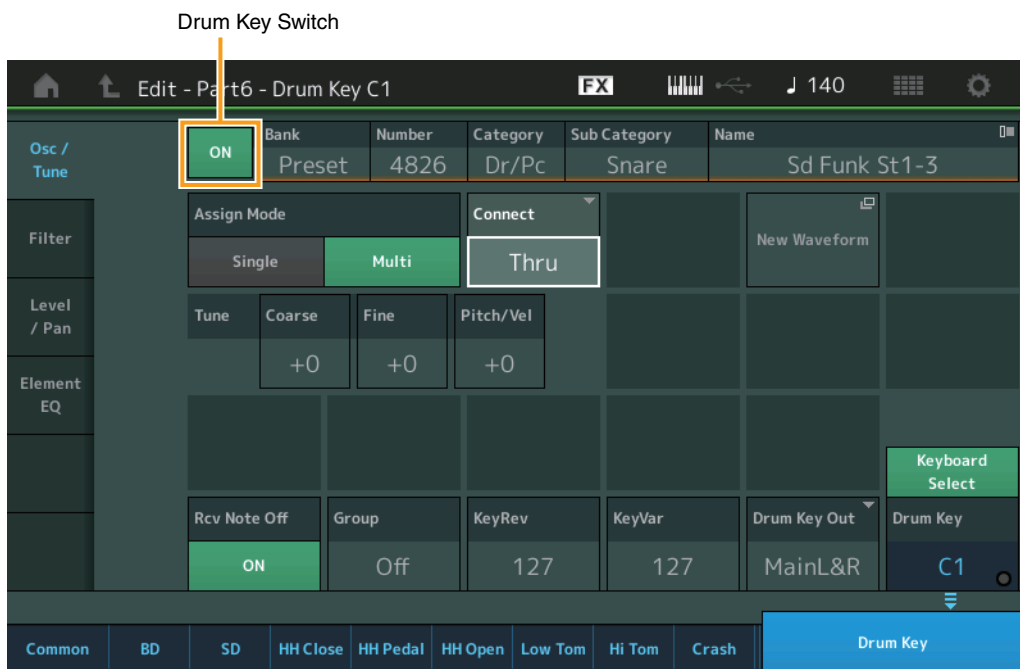 Drum Key Switch
Edit - Part6 - Drum Key C1
FX
♩ 140
Osc /
Tune
ON
Bank
Preset
Number
4826
Category
Dr/Pc
Sub Category
Snare
Name
Sd Funk St1-3
Filter
Level
/ Pan
Element
EQ
Assign Mode
Single
Multi
Connect
Thru
New Waveform
Tune
Coarse
+0
Fine
+0
Pitch/Vel
+0
Keyboard
Select
Rcv Note Off
ON
Group
Off
KeyRev
127
KeyVar
127
Drum Key Out
MainL&R
Drum Key
C1
Common
BD
SD
HH Close
HH Pedal
HH Open
Low Tom
Hi Tom
Crash
Drum Key